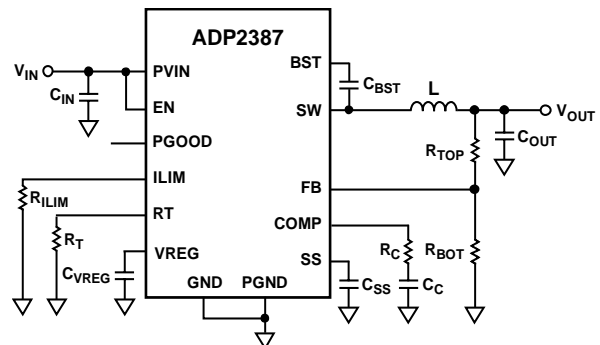 ADP2387
V_IN
PVIN
C_IN
EN
PGOOD
ILIM
R_ILIM
RT
R_T
VREG
C_VREG
GND
PGND
BST
C_BST
SW
L
V_OUT
C_OUT
R_TOP
FB
COMP
R_C
R_BOT
SS
C_SS
C_C